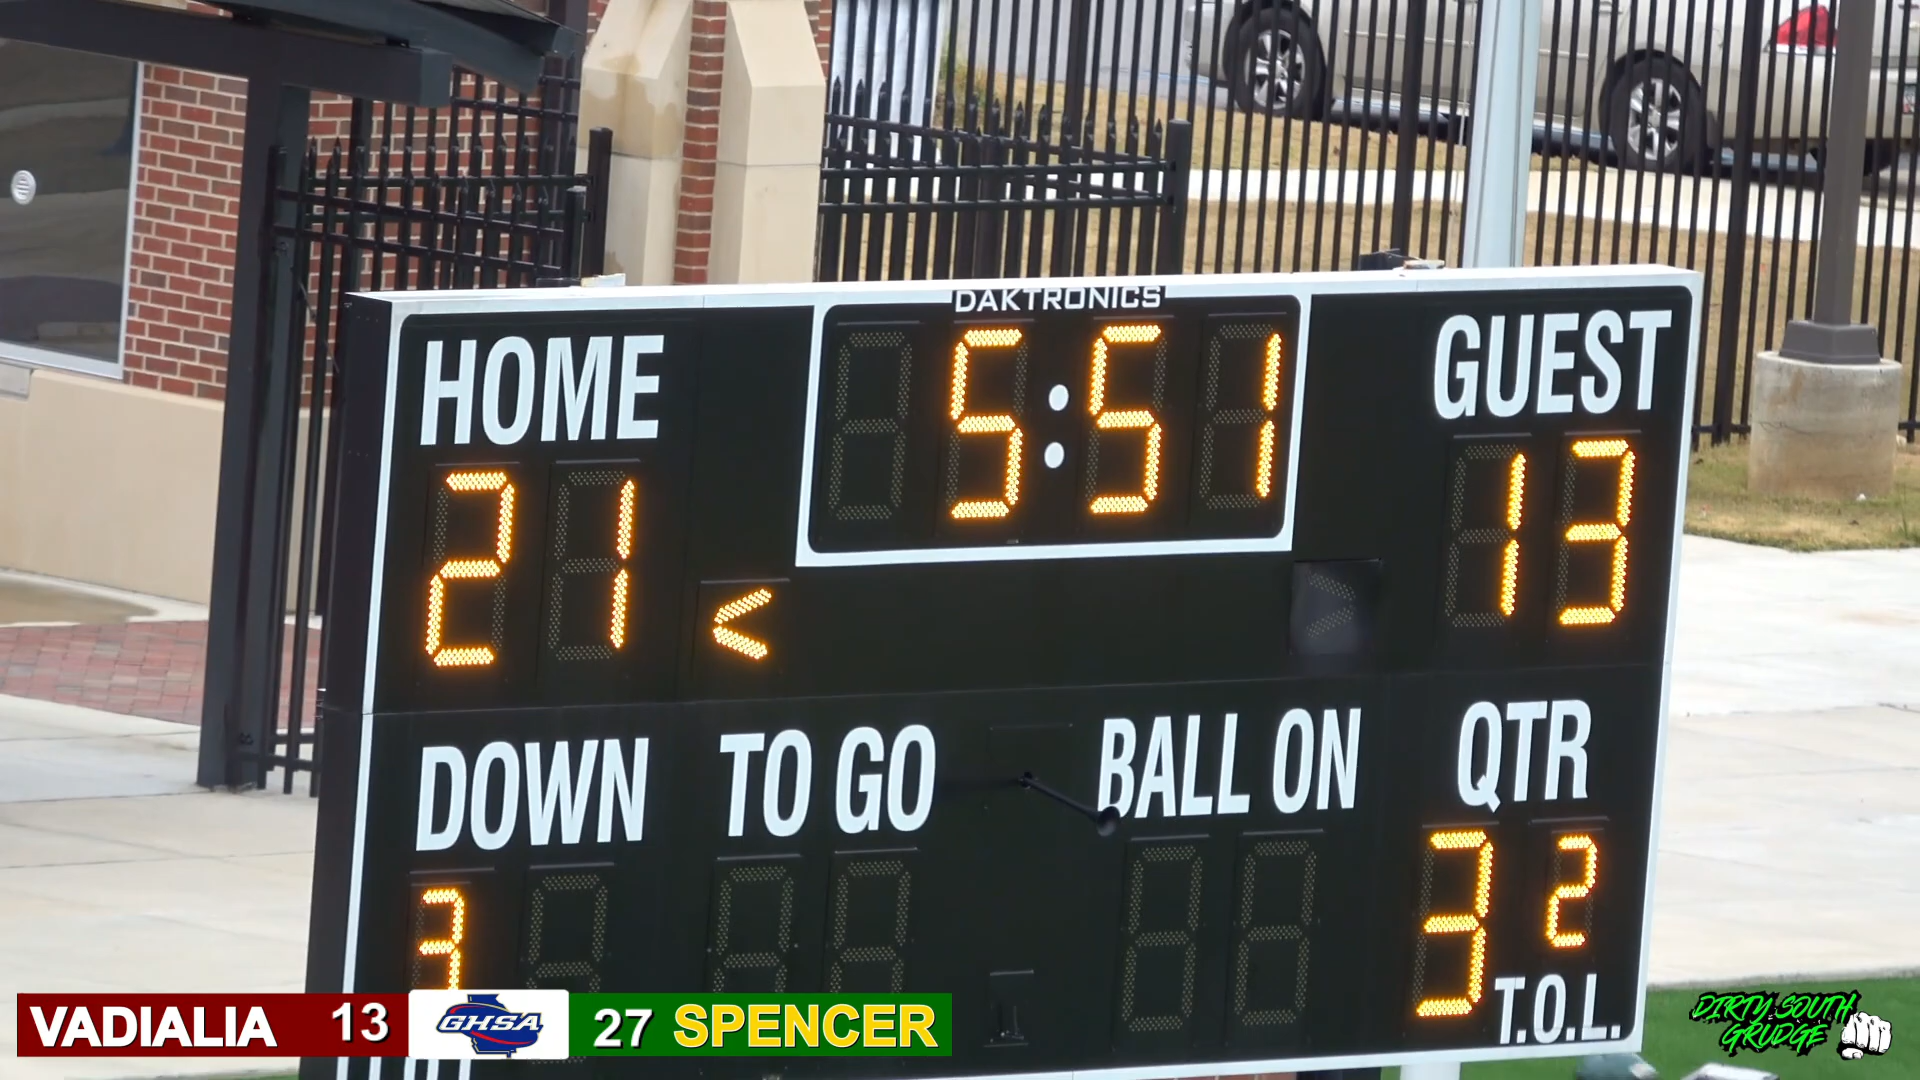 DAKTRONICS
HOME 5:51 GUEST
21 < 13
DOWN TO GO BALL ON QTR
3 3 2
T.O.L.
VADIALIA 13 GHSA 27 SPENCER
DIRTY SOUTH
GRUDGE